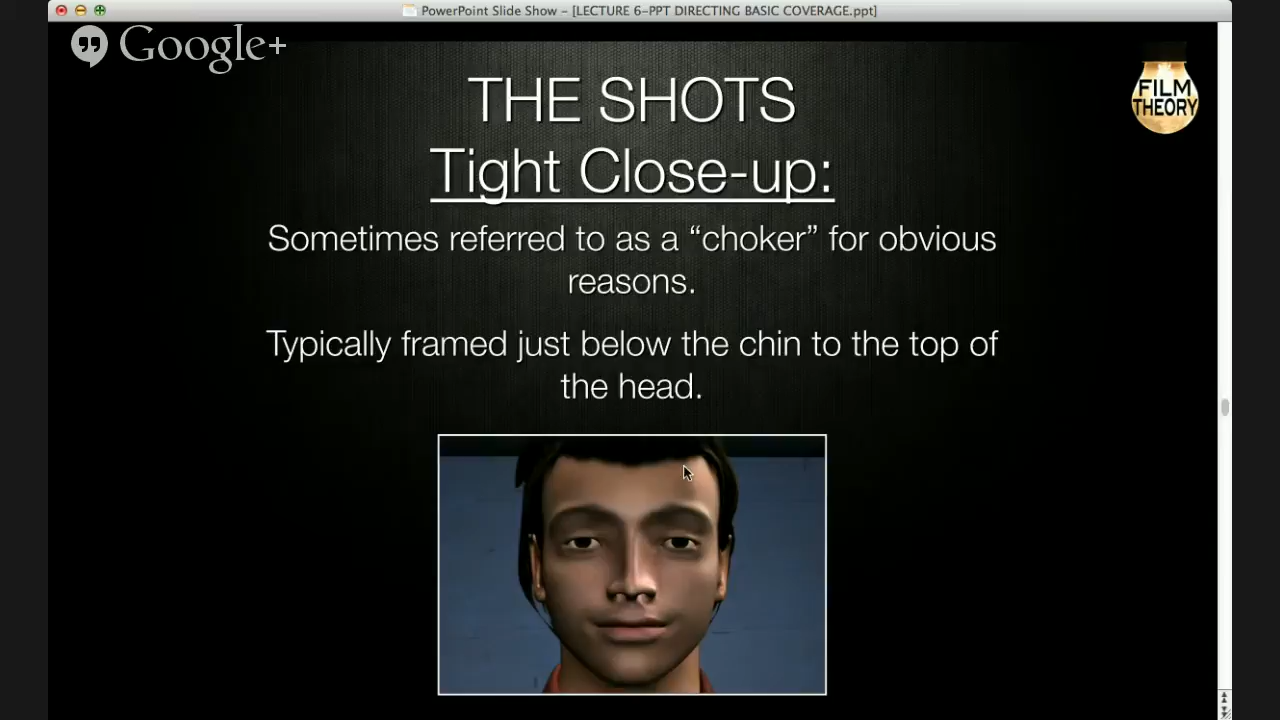 PowerPoint Slide Show – [LECTURE 6-PPT DIRECTING BASIC COVERAGE.ppt]
Google+
THE SHOTS
FILM
THEORY
Tight Close-up:
Sometimes referred to as a “choker” for obvious
reasons.
Typically framed just below the chin to the top of
the head.